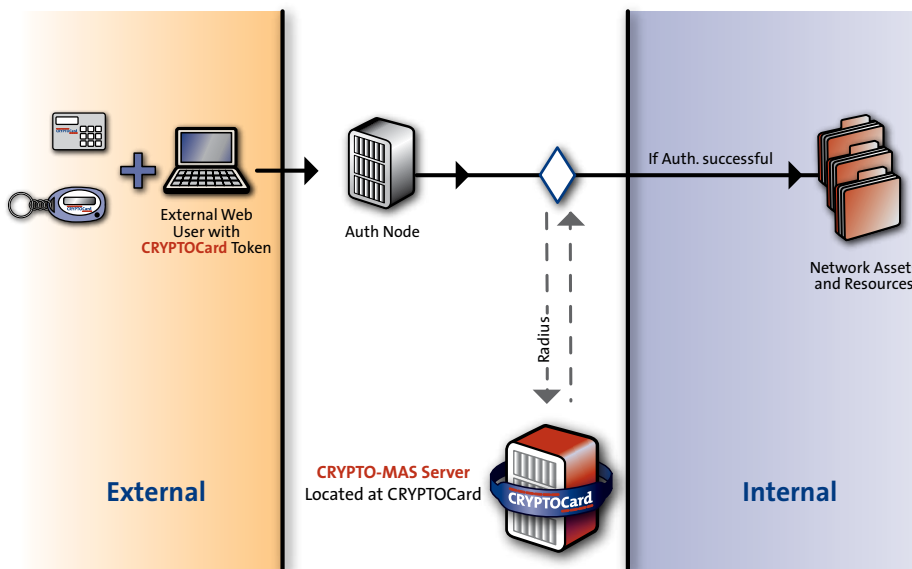 External Web
User with
CRYPTOCard Token
Auth Node
If Auth. successful
Network Asset
and Resources
Radius
CRYPTO-MAS Server
Located at CRYPTOCard
CRYPTOCard
External
Internal